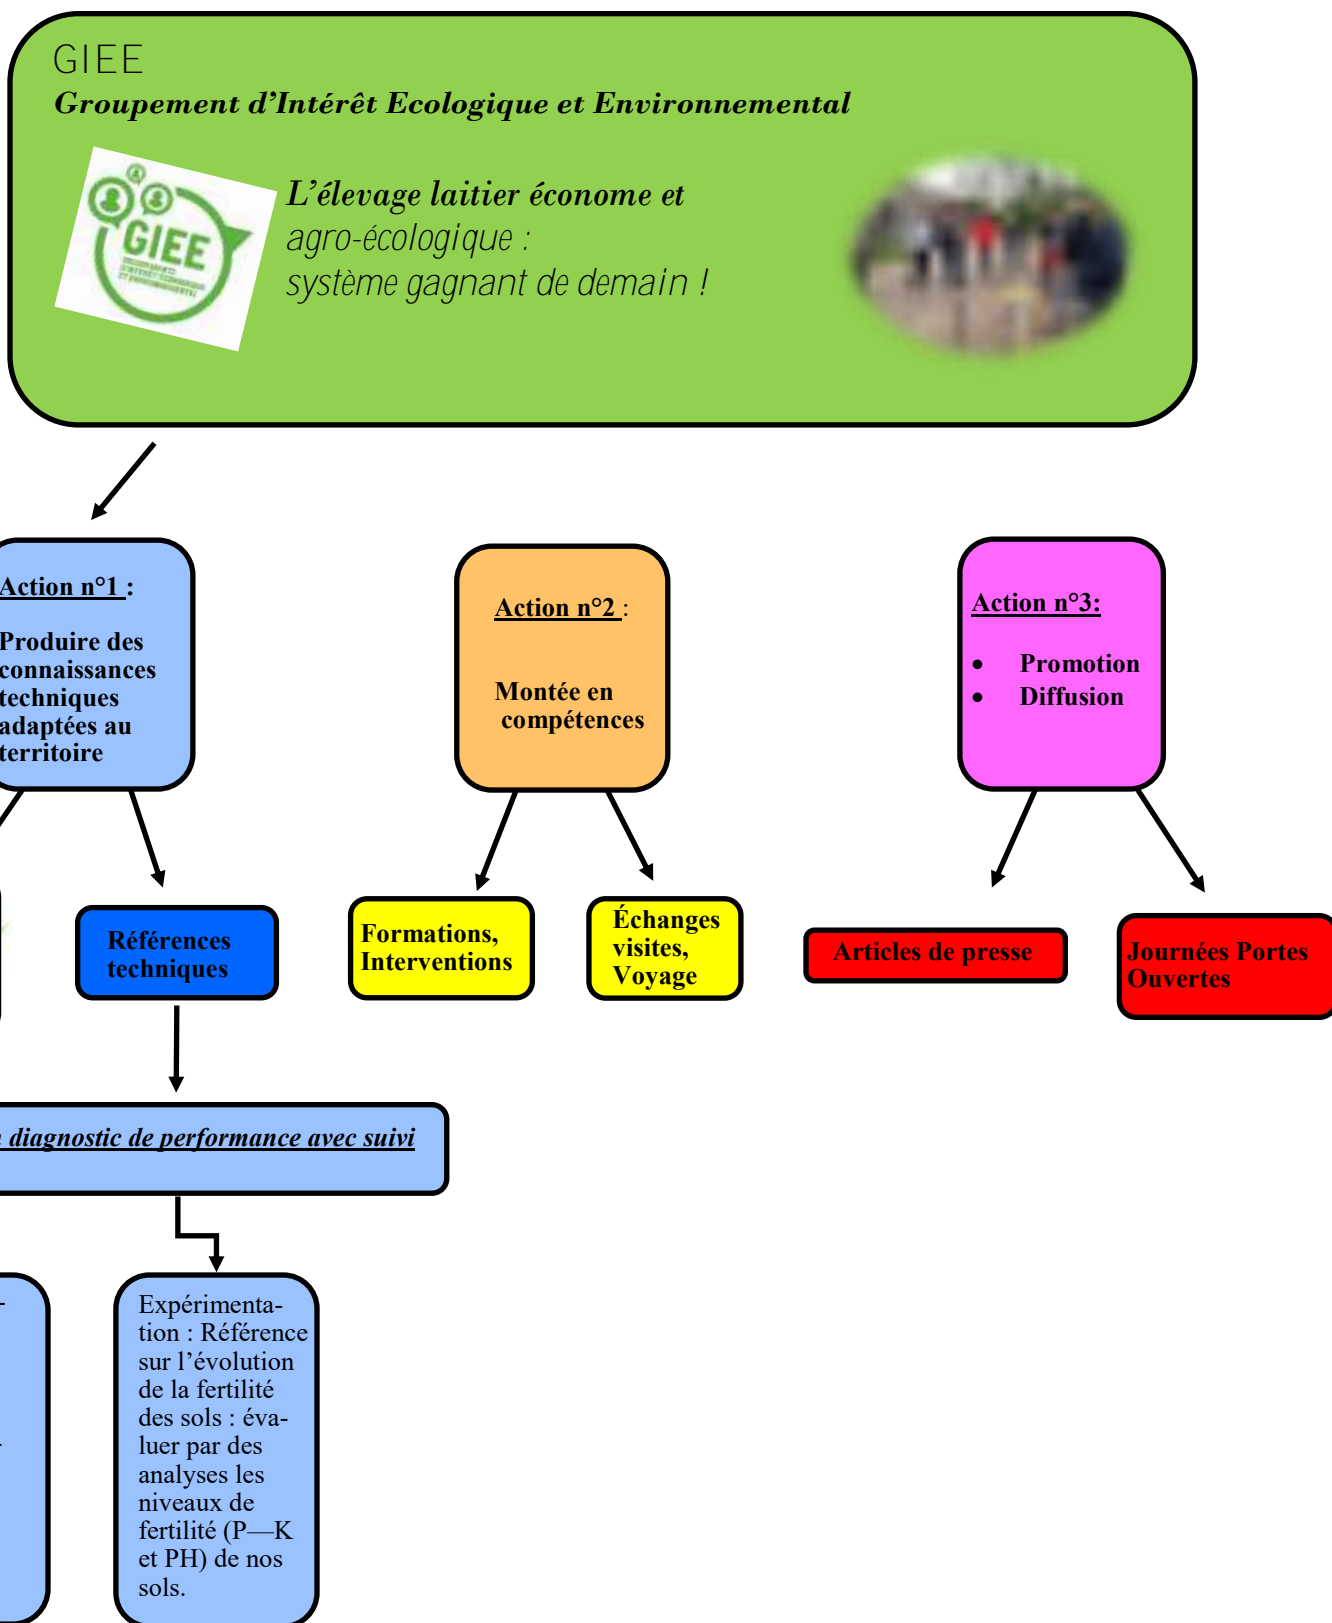 GIEE
Groupement d’Intérêt Ecologique et Environnemental
GIEE
L’élevage laitier économe et
agro-écologique :
système gagnant de demain !
Action n°1 :
Produire des
connaissances
techniques
adaptées au
territoire
Action n°2 :
Montée en
compétences
Action n°3:
• Promotion
• Diffusion
Références
techniques
Formations,
Interventions
Échanges
visites,
Voyage
Articles de presse
Journées Portes
Ouvertes
diagnostic de performance avec suivi
Expérimenta-
tion : Référence
sur l’évolution
de la fertilité
des sols : éva-
luer par des
analyses les
niveaux de
fertilité (P—K
et PH) de nos
sols.